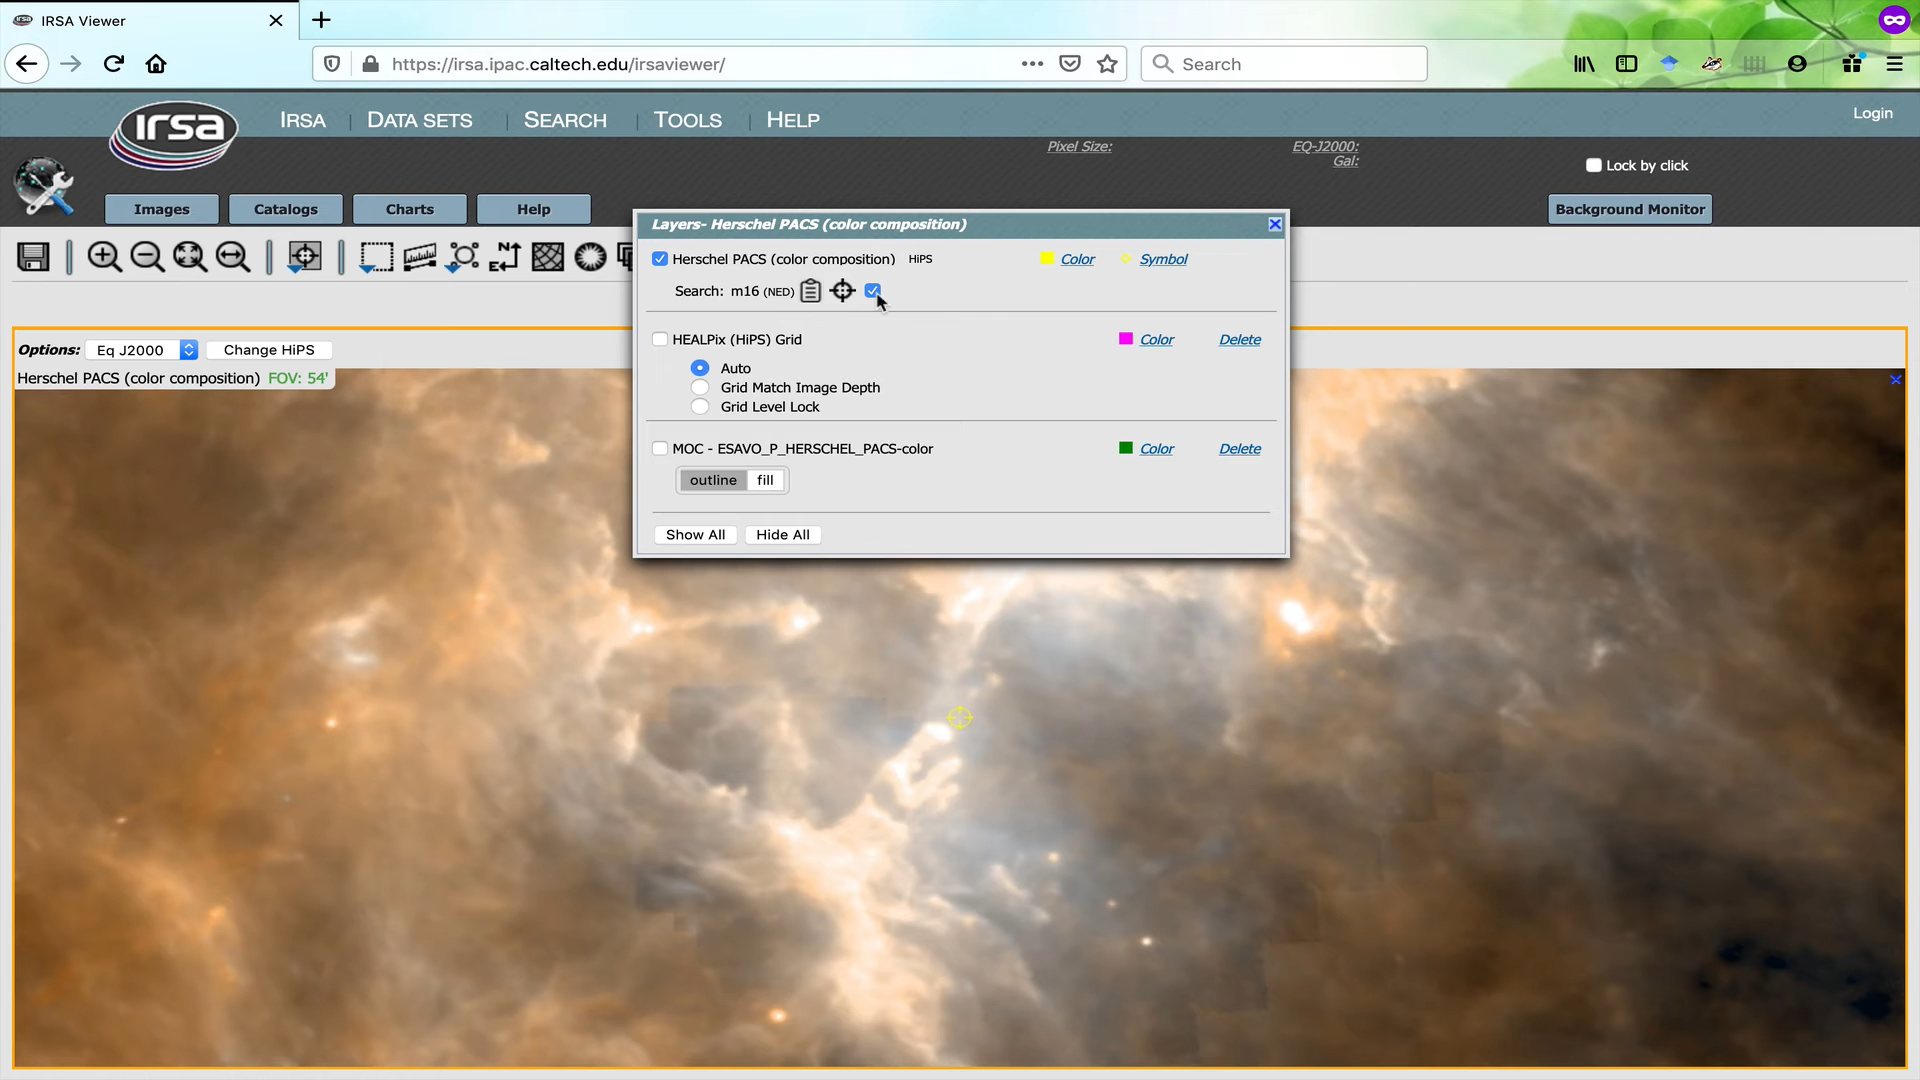 IRSA Viewer
https://irsa.ipac.caltech.edu/irsaviewer/
Search
irsa
IRSA
DATA SETS
SEARCH
TOOLS
HELP
Login
Pixel Size:
EQ-J2000:
Gal:
Lock by click
Images
Catalogs
Charts
Help
Background Monitor
Layers- Herschel PACS (color composition)
Herschel PACS (color composition) HiPS Color Symbol
Search: m16 (NED)
HEALPix (HiPS) Grid Color Delete
Auto
Grid Match Image Depth
Grid Level Lock
MOC - ESAVO_P_HERSCHEL_PACS-color Color Delete
outline fill
Show All Hide All
Options: Eq J2000 Change HiPS
Herschel PACS (color composition) FOV: 54'